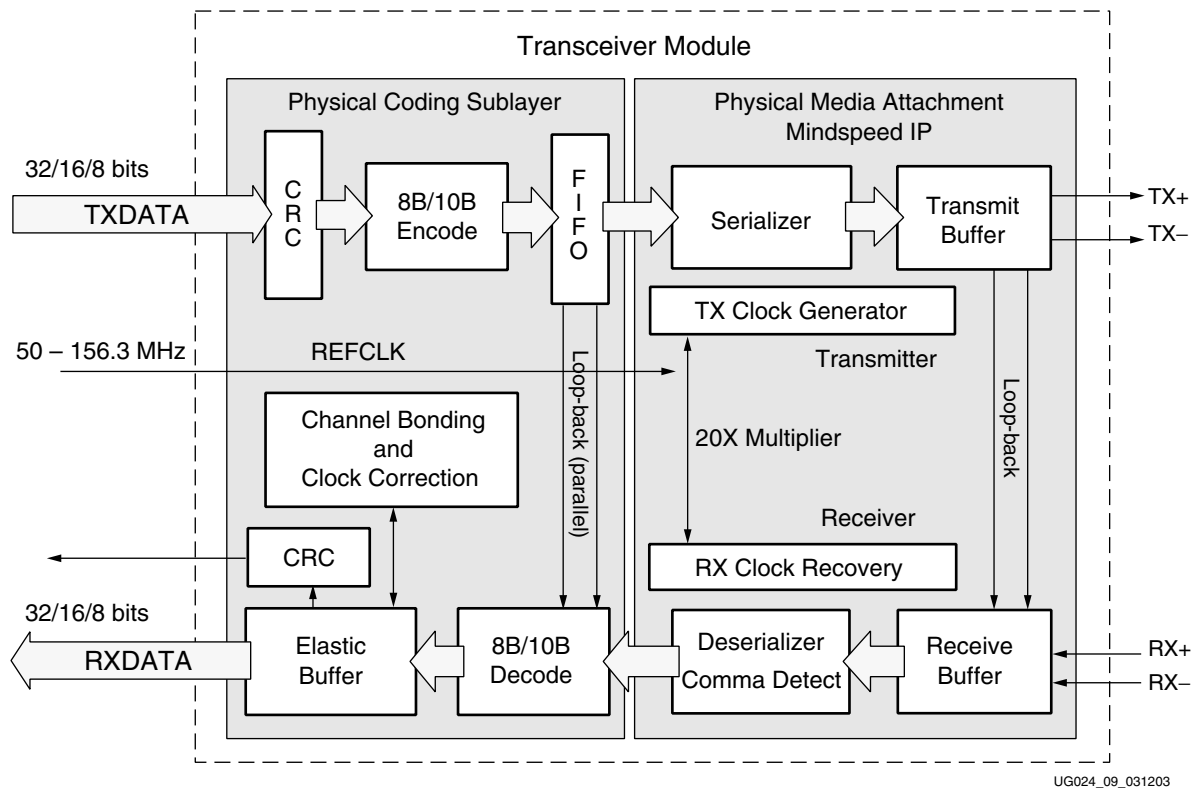 Transceiver Module
Physical Coding Sublayer
Physical Media Attachment
Mindspeed IP
32/16/8 bits
TXDATA
CRC
8B/10B
Encode
FIFO
Serializer
Transmit
Buffer
TX+
TX–
TX Clock Generator
50 – 156.3 MHz
REFCLK
Transmitter
Loop-back (parallel)
Loop-back
Channel Bonding
and
Clock Correction
20X Multiplier
Receiver
CRC
RX Clock Recovery
32/16/8 bits
RXDATA
Elastic
Buffer
8B/10B
Decode
Deserializer
Comma Detect
Receive
Buffer
RX+
RX–
UG024_09_031203